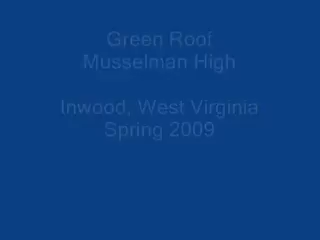 Green Roof
Musselman High
Inwood, West Virginia
Spring 2009